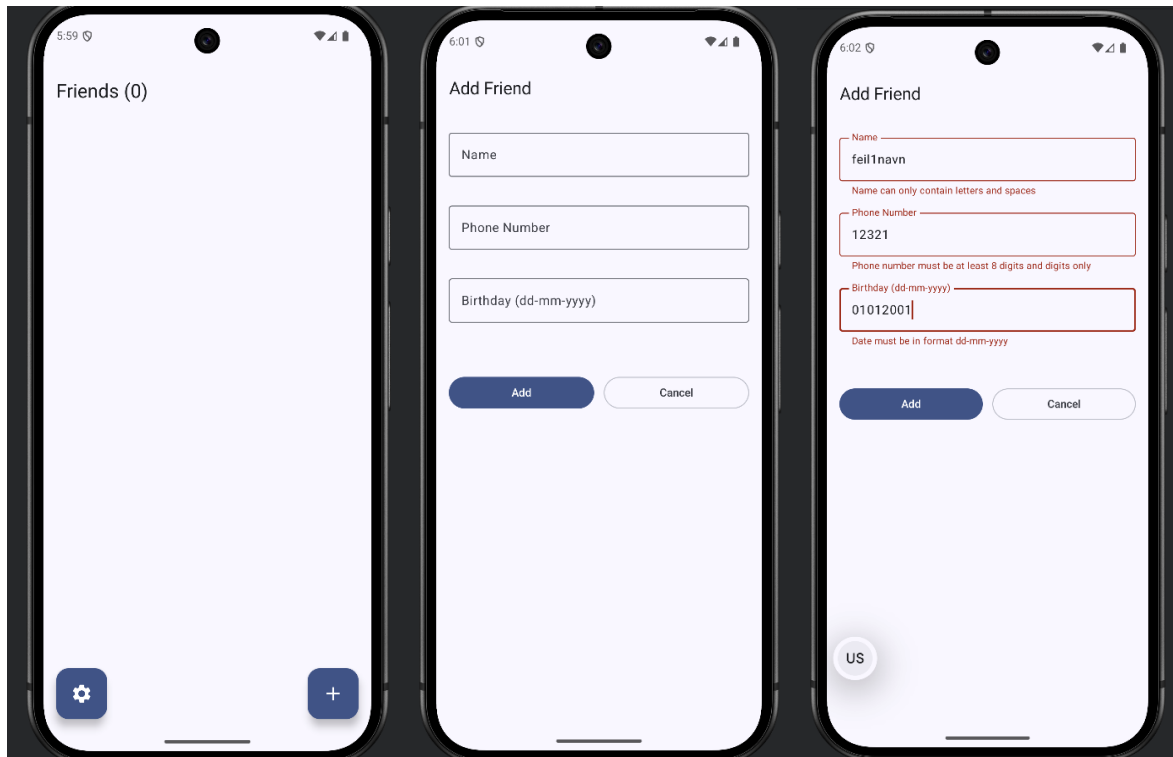 5:59
Friends (0)
6:01
Add Friend
Name
Phone Number
Birthday (dd-mm-yyyy)
Add
Cancel
6:02
Add Friend
Name
feil1navn
Name can only contain letters and spaces
Phone Number
12321
Phone number must be at least 8 digits and digits only
Birthday (dd-mm-yyyy)
01012001
Date must be in format dd-mm-yyyy
Add
Cancel
US